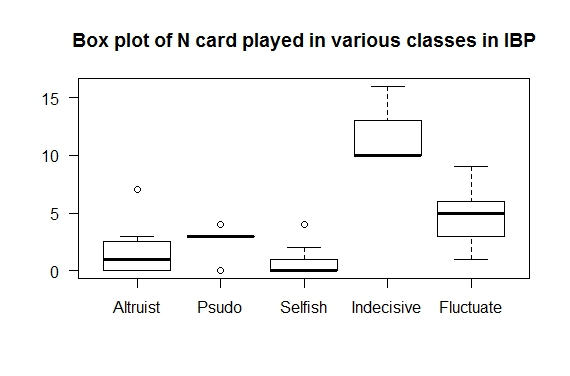 Box plot of N card played in various classes in IBP
15
10
5
0
Altruist Psudo Selfish Indecisive Fluctuate